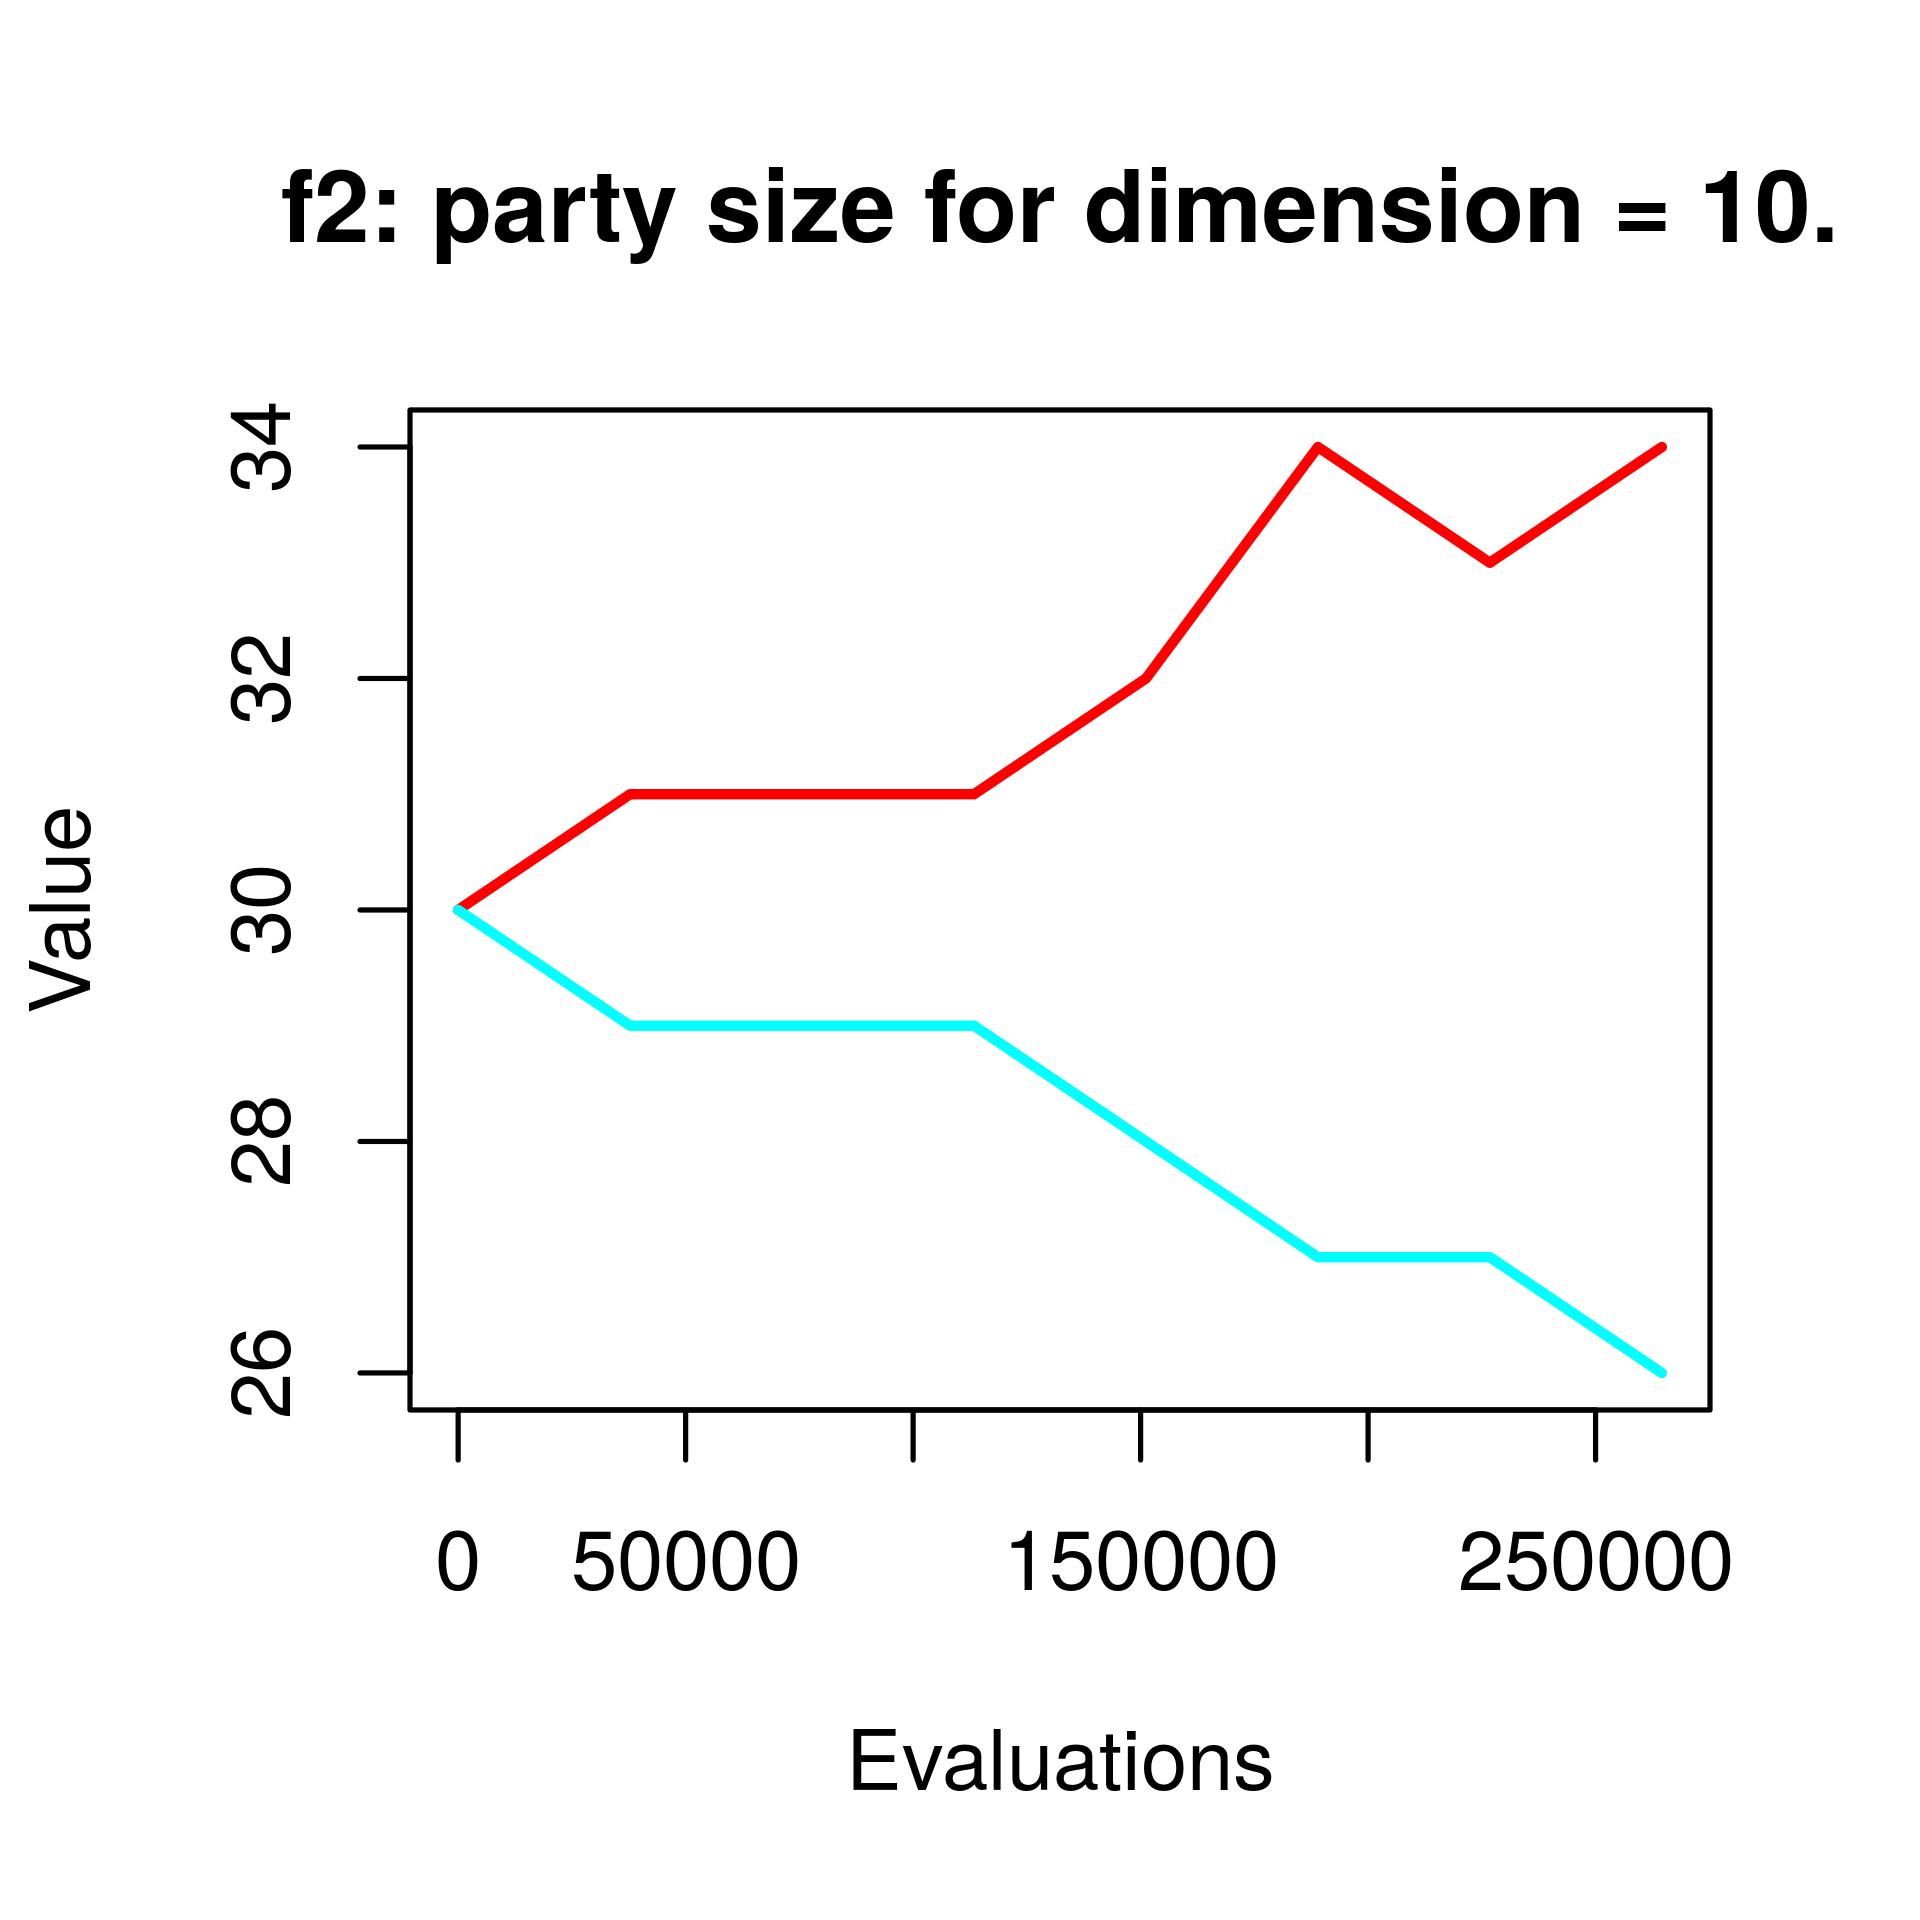 f2: party size for dimension = 10.
34
32
30
28
26
Value
0 50000 150000 250000
Evaluations